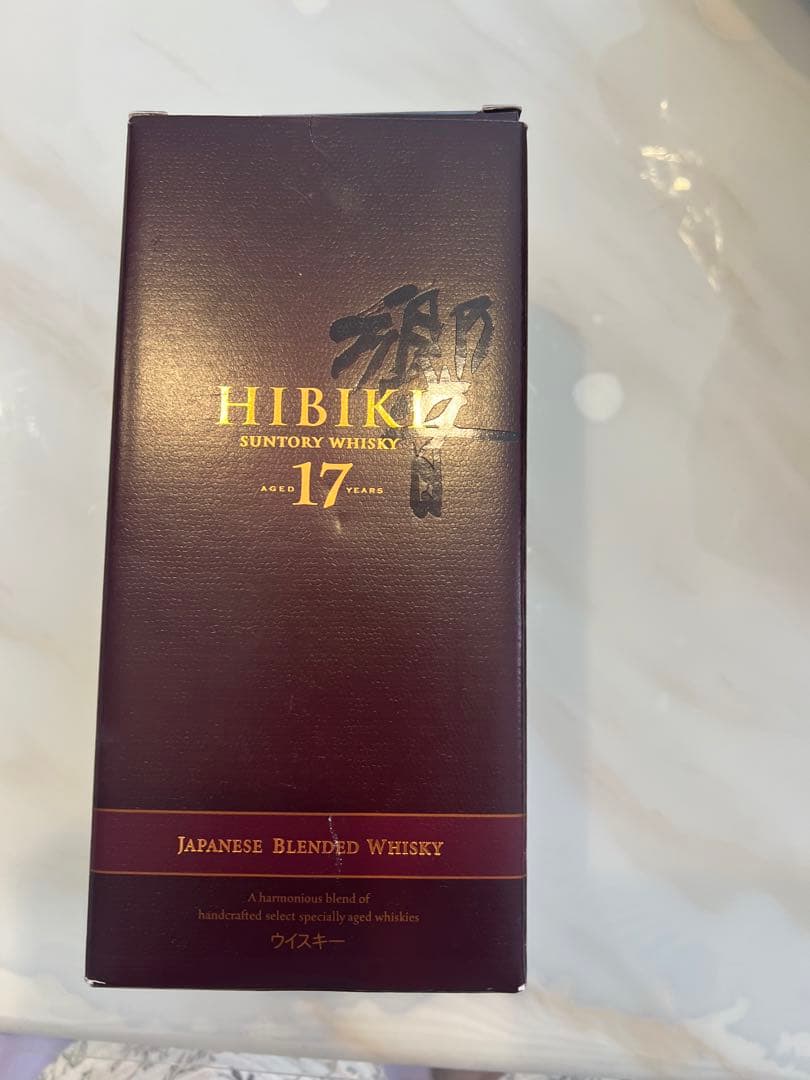 響
HIBIKI
SUNTORY WHISKY
AGED 17 YEARS
JAPANESE BLENDED WHISKY
A harmonious blend of
handcrafted select specially aged whiskies
ウイスキー